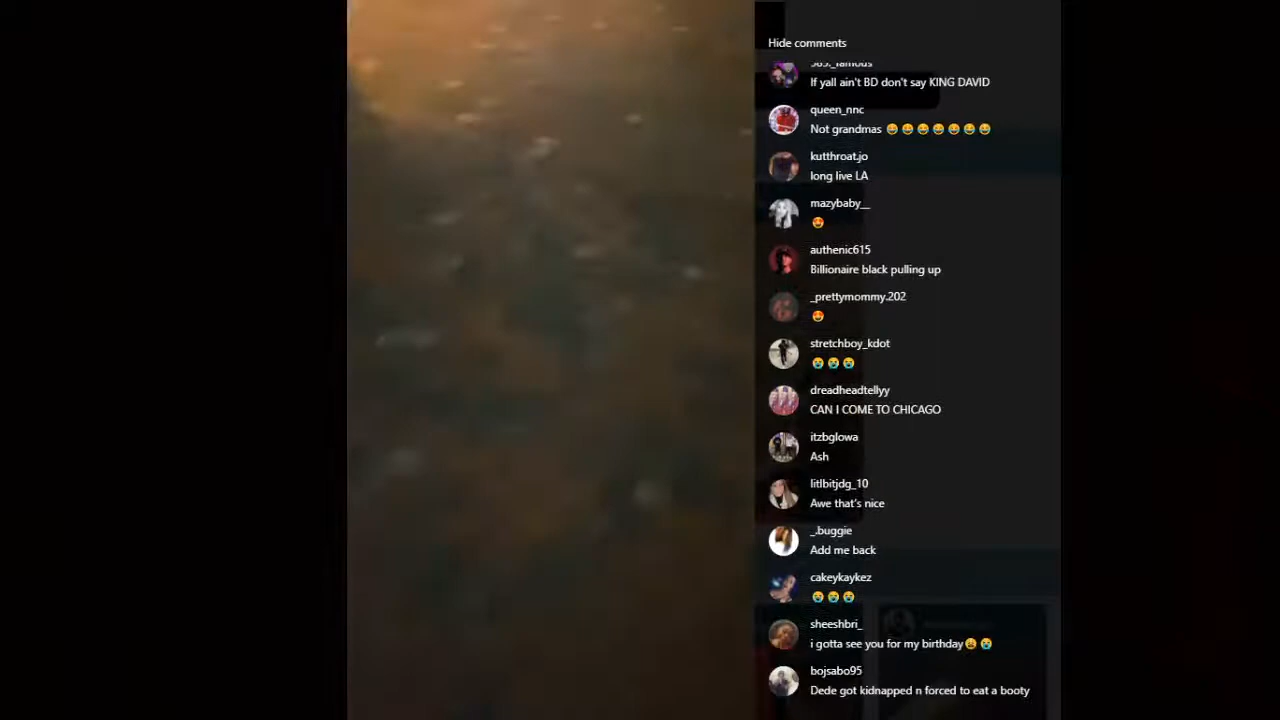 Hide comments
If yall ain't BD don't say KING DAVID
queen_nnc
Not grandmas 😂😂😂😂😂😂😂
kutthroat.jo
long live LA
mazybaby__
😍
authenic615
Billionaire black pulling up
_prettymommy.202
😍
stretchboy_kdot
😭😭😭
dreadheadtellyy
CAN I COME TO CHICAGO
itzbglowa
Ash
litlbitjdg_10
Awe that's nice
_.buggie
Add me back
cakeykaykez
😭😭😭
sheeshbri_
i gotta see you for my birthday😩😭
bojsabo95
Dede got kidnapped n forced to eat a booty